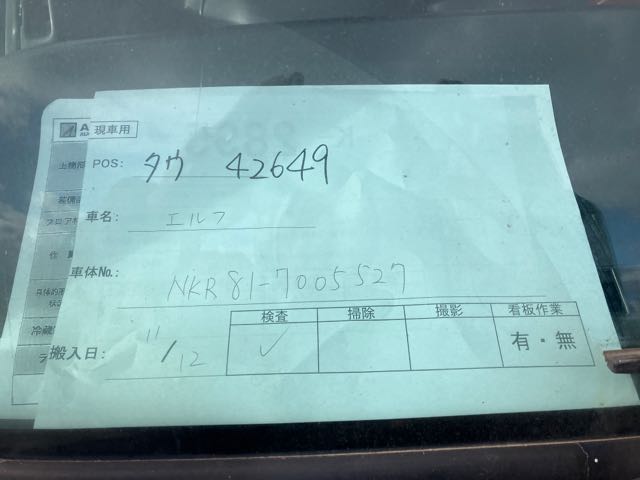 現車用
POS: タウ 42649
車名: エルフ
車体No.: NKR81-7005527
検査 掃除 撮影 看板作業
搬入日: 11/12 ✓ 有・無